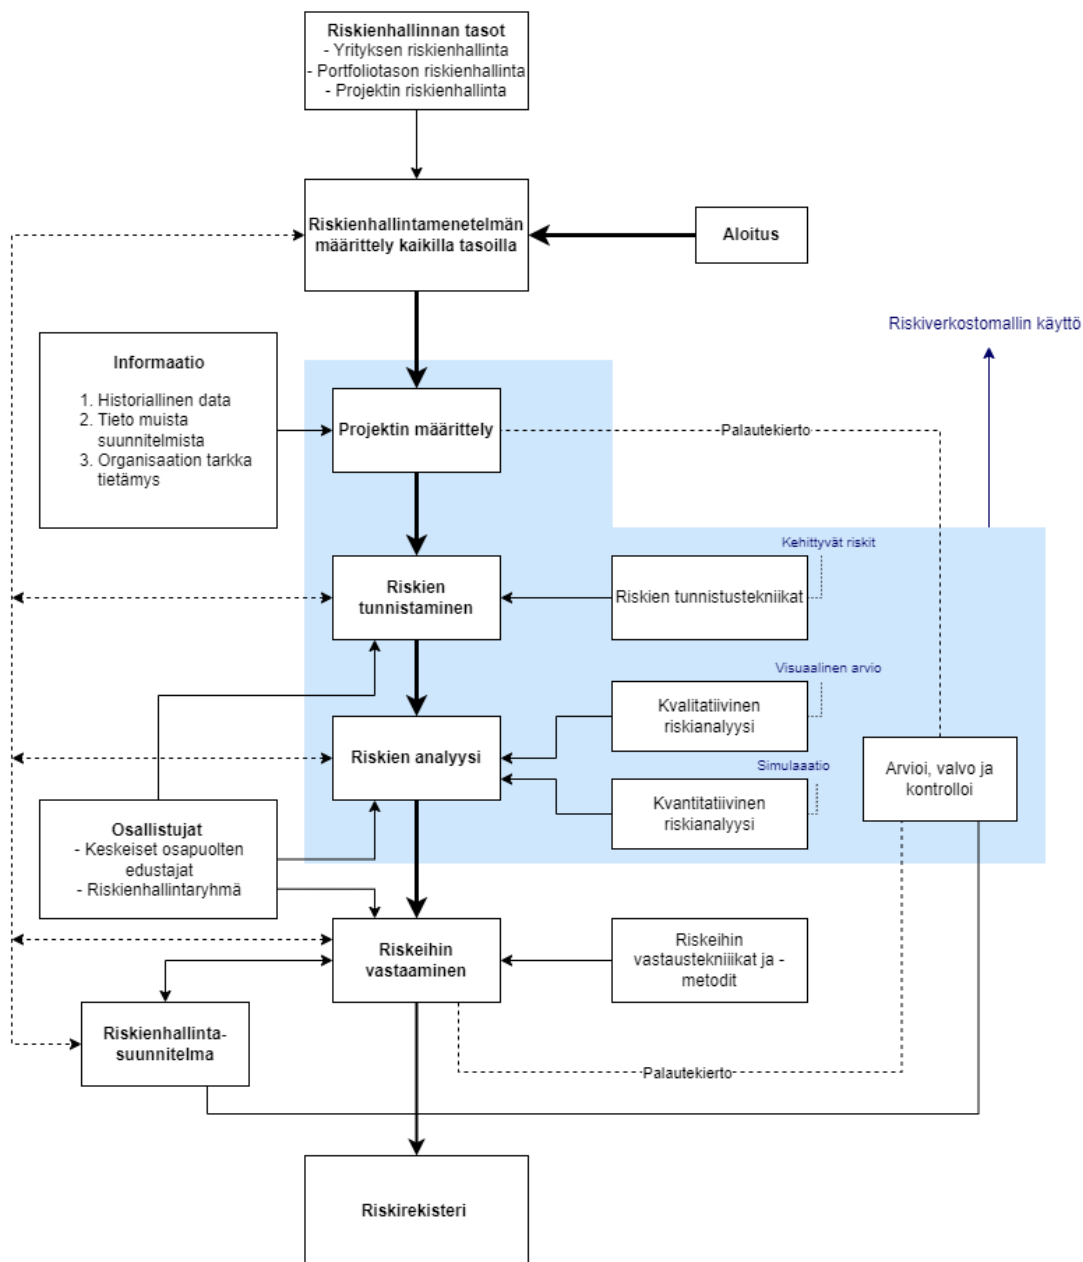 Riskienhallinnan tasot
- Yrityksen riskienhallinta
- Portfoliotason riskienhallinta
- Projektin riskienhallinta
Riskienhallintamenetelmän
määrittely kaikilla tasoilla
Aloitus
Riskiverkostomallin käyttö
Informaatio
1. Historiallinen data
2. Tieto muista
suunnitelmista
3. Organisaation tarkka
tietämys
Projektin määrittely
Palautekierto
Kehittyvät riskit
Riskien
tunnistaminen
Riskien tunnistustekniikat
Visuaalinen arvio
Kvalitatiivinen
riskianalyysi
Riskien analyysi
Simulaaatio
Kvantitatiivinen
riskianalyysi
Arvioi, valvo ja
kontrolloi
Osallistujat
- Keskeiset osapuolten
edustajat
- Riskienhallintaryhmä
Riskeihin
vastaaminen
Riskeihin
vastaustekniiikat ja -
metodit
Riskienhallinta-
suunnitelma
Palautekierto
Riskirekisteri